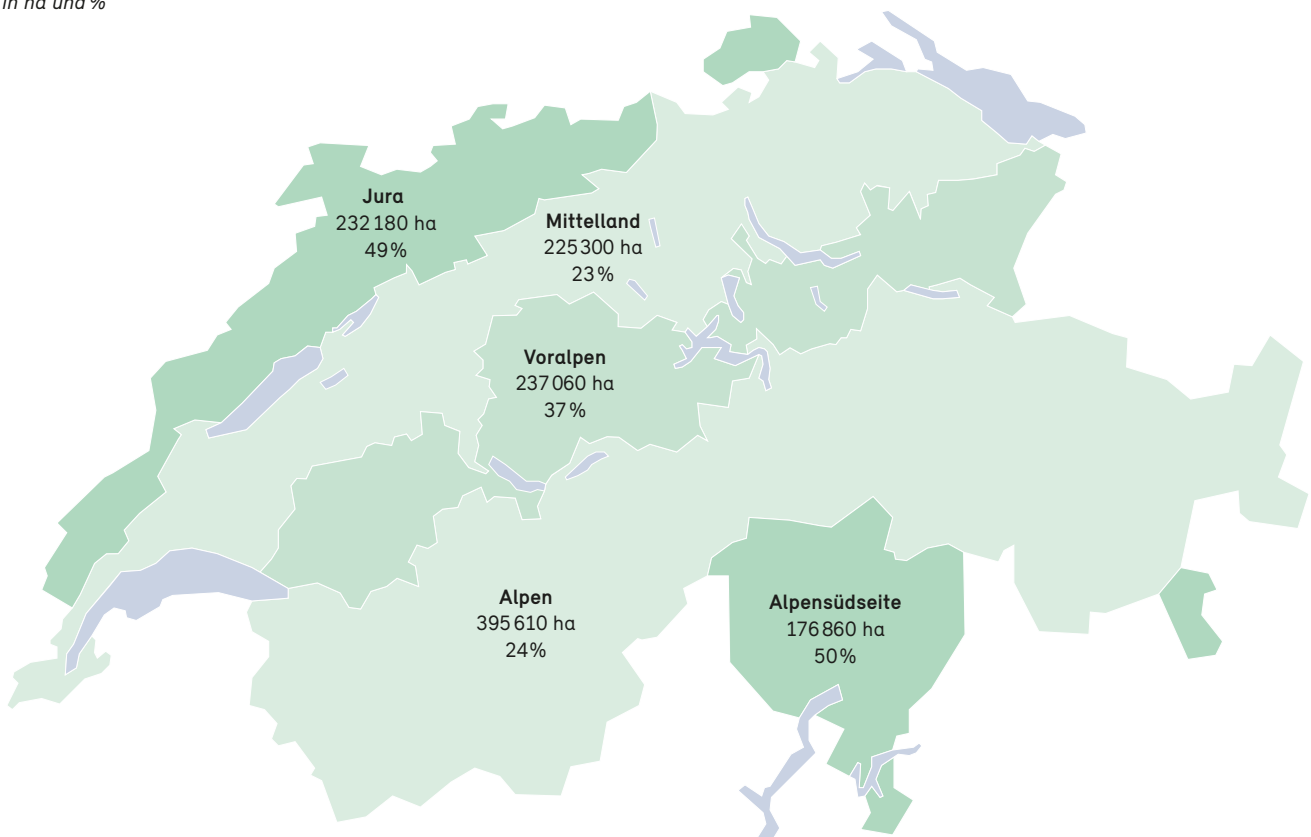 in ha und %
Jura
232 180 ha
49 %
Mittelland
225 300 ha
23 %
Voralpen
237 060 ha
37 %
Alpen
395 610 ha
24 %
Alpensüdseite
176 860 ha
50 %